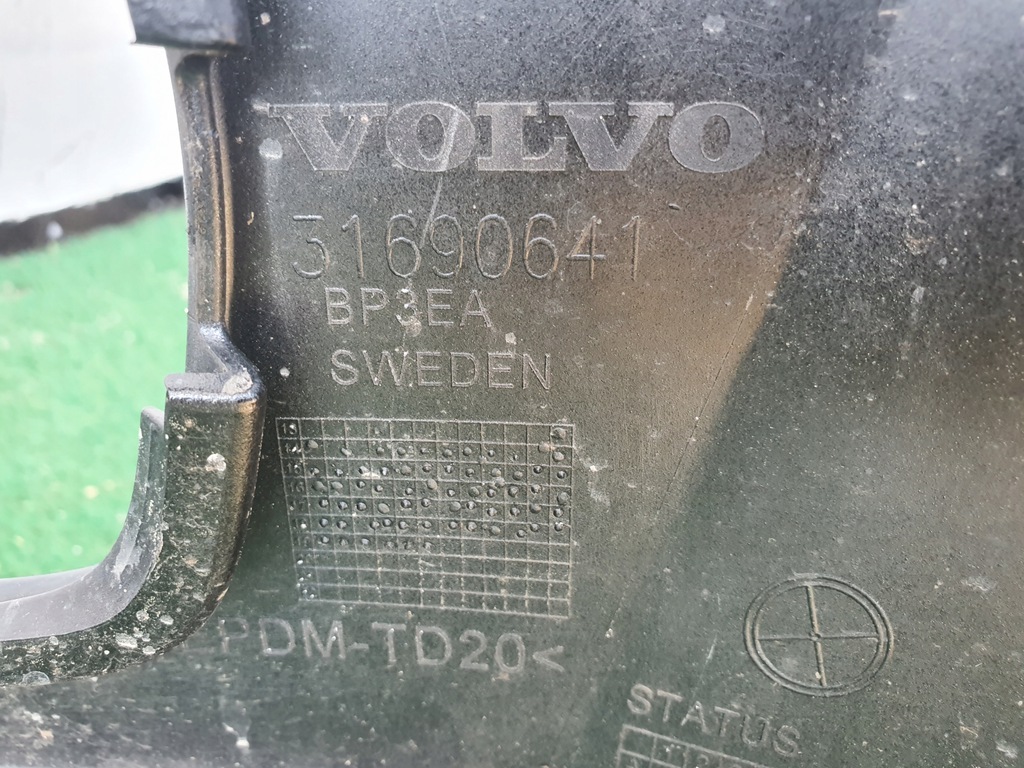 VOLVO
31690641
BP3EA
SWEDEN
PDM-TD20<
STATUS